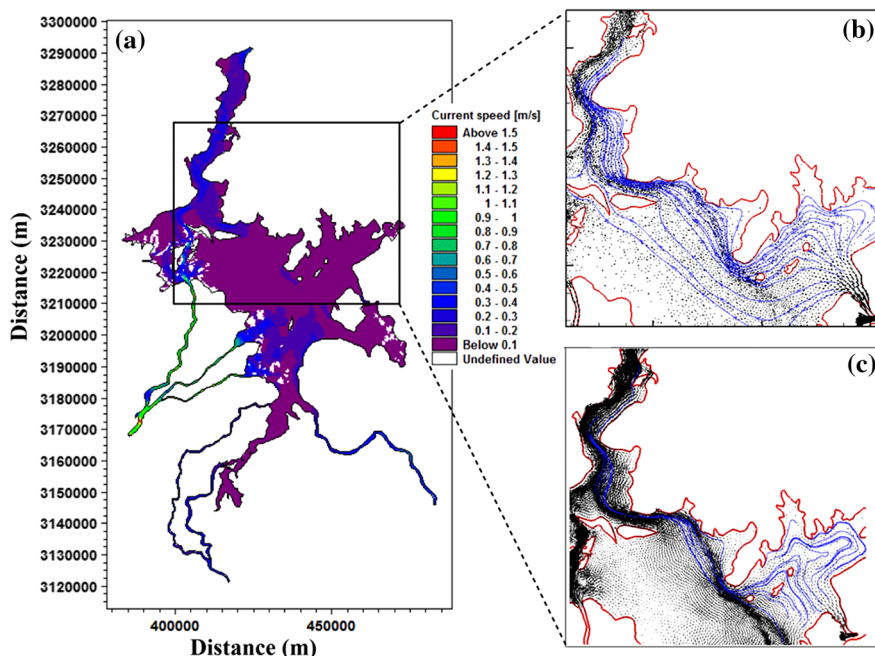 (a)
(b)
(c)
Distance (m)
3300000
3290000
3280000
3270000
3260000
3250000
3240000
3230000
3220000
3210000
3200000
3190000
3180000
3170000
3160000
3150000
3140000
3130000
3120000
400000 450000
Distance (m)
Current speed [m/s]
Above 1.5
1.4 - 1.5
1.3 - 1.4
1.2 - 1.3
1.1 - 1.2
1 - 1.1
0.9 - 1
0.8 - 0.9
0.7 - 0.8
0.6 - 0.7
0.5 - 0.6
0.4 - 0.5
0.3 - 0.4
0.2 - 0.3
0.1 - 0.2
Below 0.1
Undefined Value